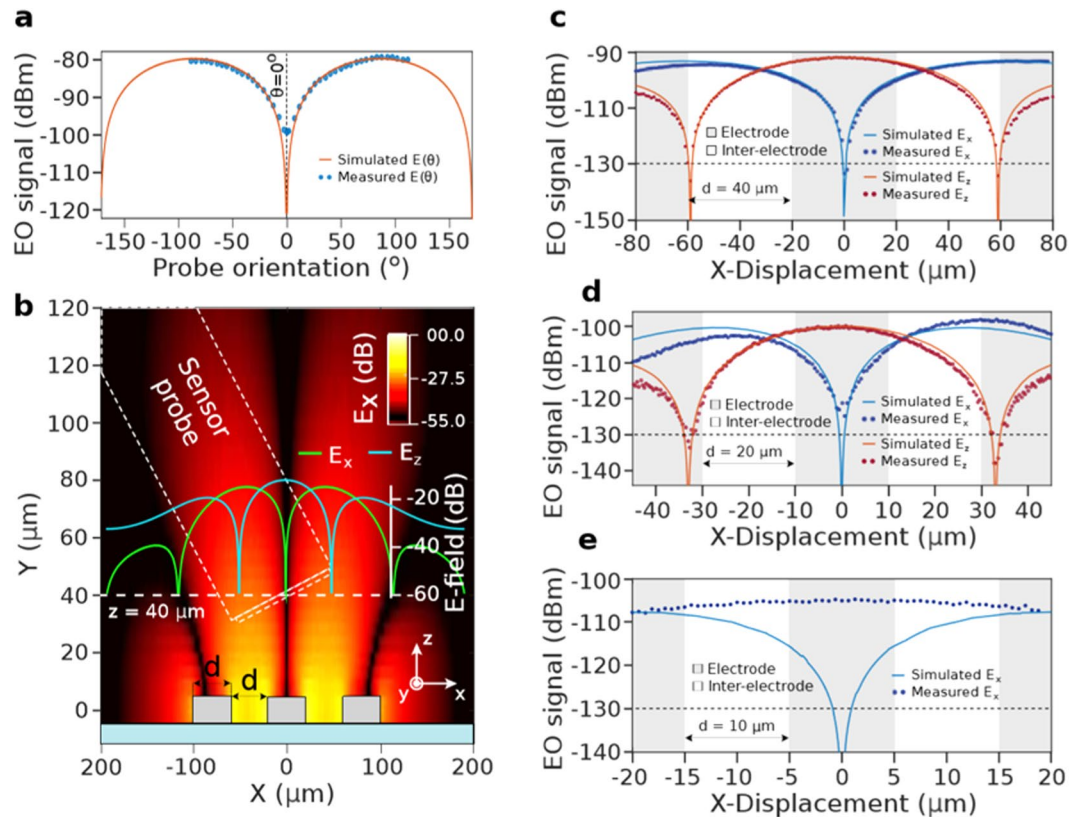 a
EO signal (dBm)
-80
-90
-100
-110
-120
θ=0°
Simulated E(θ)
Measured E(θ)
-150 -100 -50 0 50 100 150
Probe orientation (°)
b
Y (µm)
120
120
100
80
60
40
20
0
Sensor
probe
Ex (dB)
00.0
-27.5
-55.0
Ex Ez
-20
-40
-60
E-field (dB)
z = 40 µm
d
d
z
y x
200 -100 0 100 200
X (µm)
c
EO signal (dBm)
-90
-110
-130
-150
Electrode
Inter-electrode
Simulated Ex
Measured Ex
Simulated Ez
Measured Ez
d = 40 µm
-80 -60 -40 -20 0 20 40 60 80
X-Displacement (µm)
d
EO signal (dBm)
-100
-110
-120
-130
-140
Electrode
Inter-electrode
Simulated Ex
Measured Ex
Simulated Ez
Measured Ez
d = 20 µm
-40 -30 -20 -10 0 10 20 30 40
X-Displacement (µm)
e
EO signal (dBm)
-100
-110
-120
-130
-140
Electrode
Inter-electrode
Simulated Ex
Measured Ex
d = 10 µm
-20 -15 -10 -5 0 5 10 15 20
X-Displacement (µm)